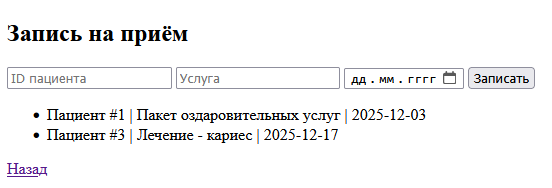 Запись на приём
ID пациента Услуга дд.мм.гггг Записать
Пациент #1 | Пакет оздаровительных услуг | 2025-12-03
Пациент #3 | Лечение - кариес | 2025-12-17
Назад